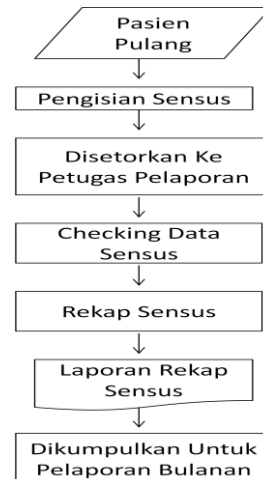 Pasien
Pulang
Pengisian Sensus
Disetorkan Ke
Petugas Pelaporan
Checking Data
Sensus
Rekap Sensus
Laporan Rekap
Sensus
Dikumpulkan Untuk
Pelaporan Bulanan